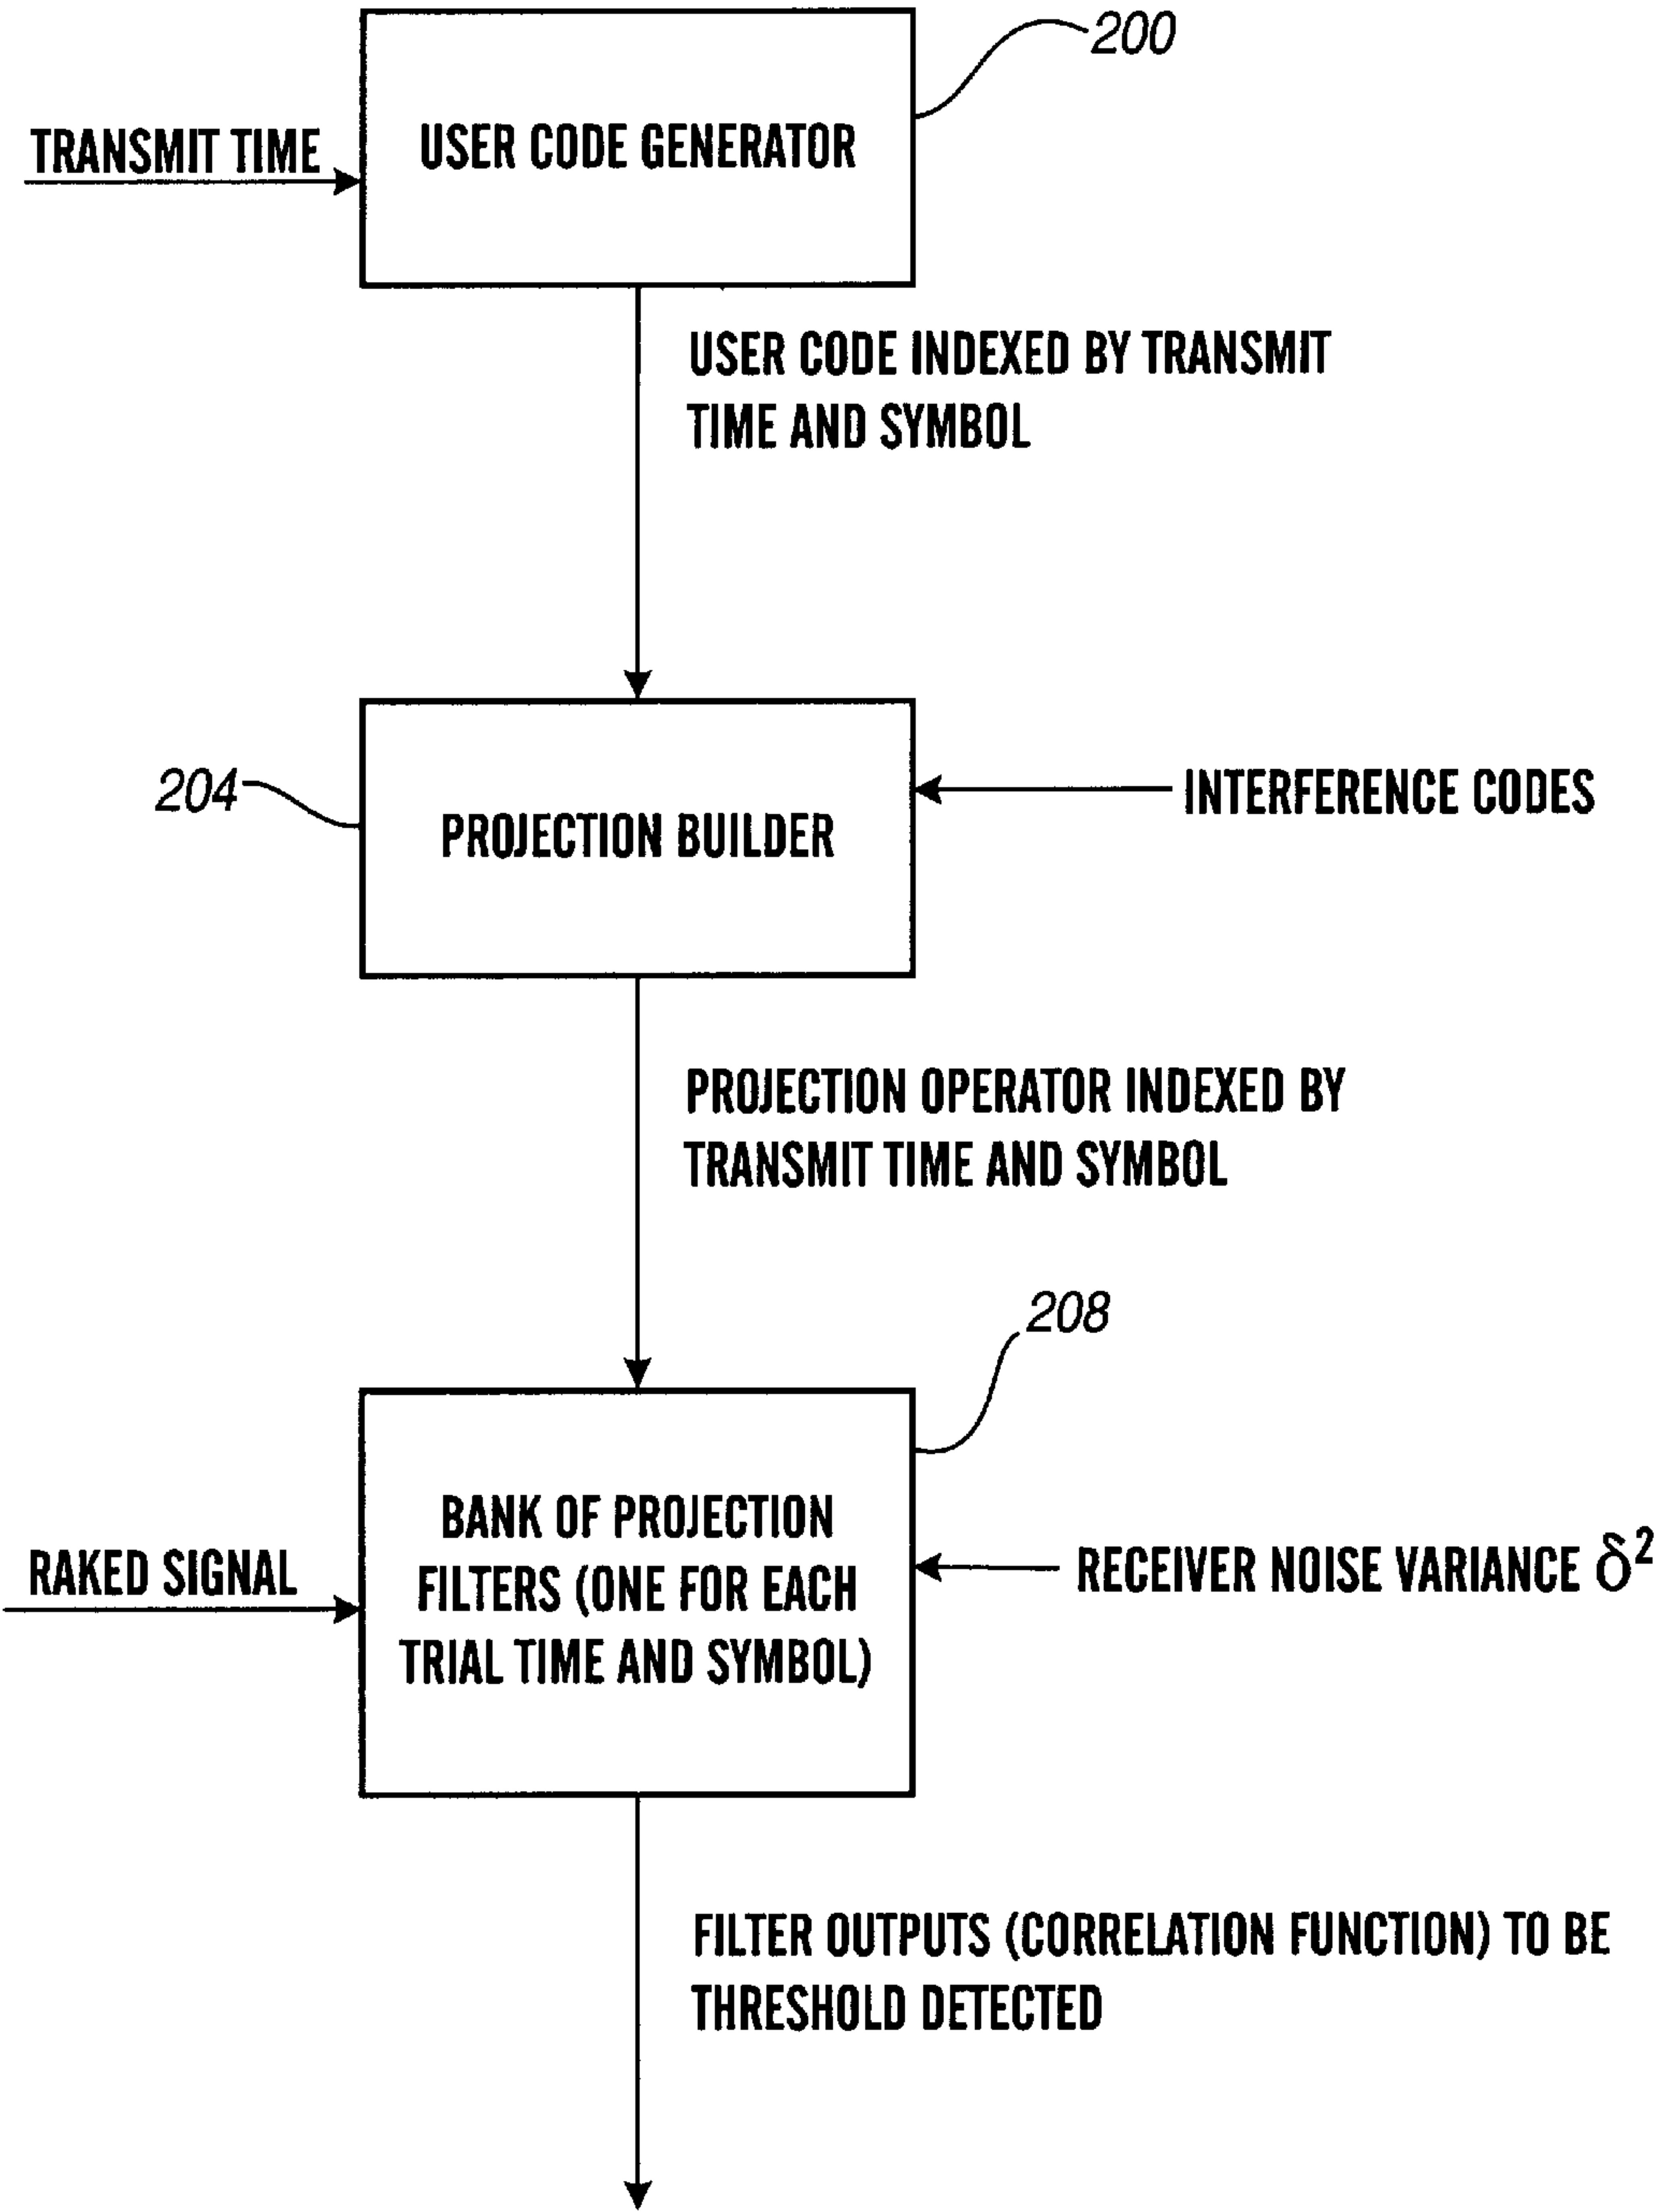 200
TRANSMIT TIME
USER CODE GENERATOR
USER CODE INDEXED BY TRANSMIT
TIME AND SYMBOL
204
PROJECTION BUILDER
INTERFERENCE CODES
PROJECTION OPERATOR INDEXED BY
TRANSMIT TIME AND SYMBOL
208
RAKED SIGNAL
BANK OF PROJECTION
FILTERS (ONE FOR EACH
TRIAL TIME AND SYMBOL)
RECEIVER NOISE VARIANCE δ²
FILTER OUTPUTS (CORRELATION FUNCTION) TO BE
THRESHOLD DETECTED